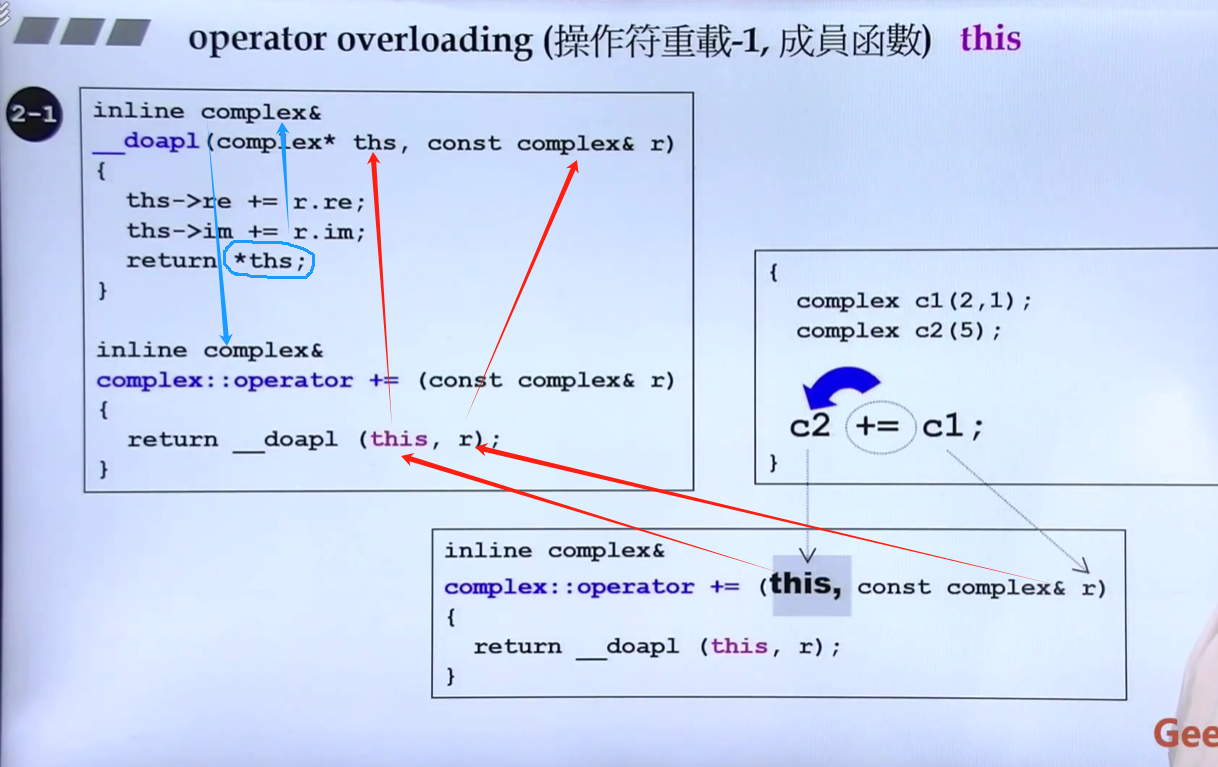 operator overloading (操作符重載-1, 成員函數) this
2-1
inline complex&
__doapl(complex* ths, const complex& r)
{
ths->re += r.re;
ths->im += r.im;
return *ths;
}
inline complex&
complex::operator += (const complex& r)
{
return __doapl (this, r);
}
{
complex c1(2,1);
complex c2(5);
c2 += c1;
}
inline complex&
complex::operator += (this, const complex& r)
{
return __doapl (this, r);
}
Gee